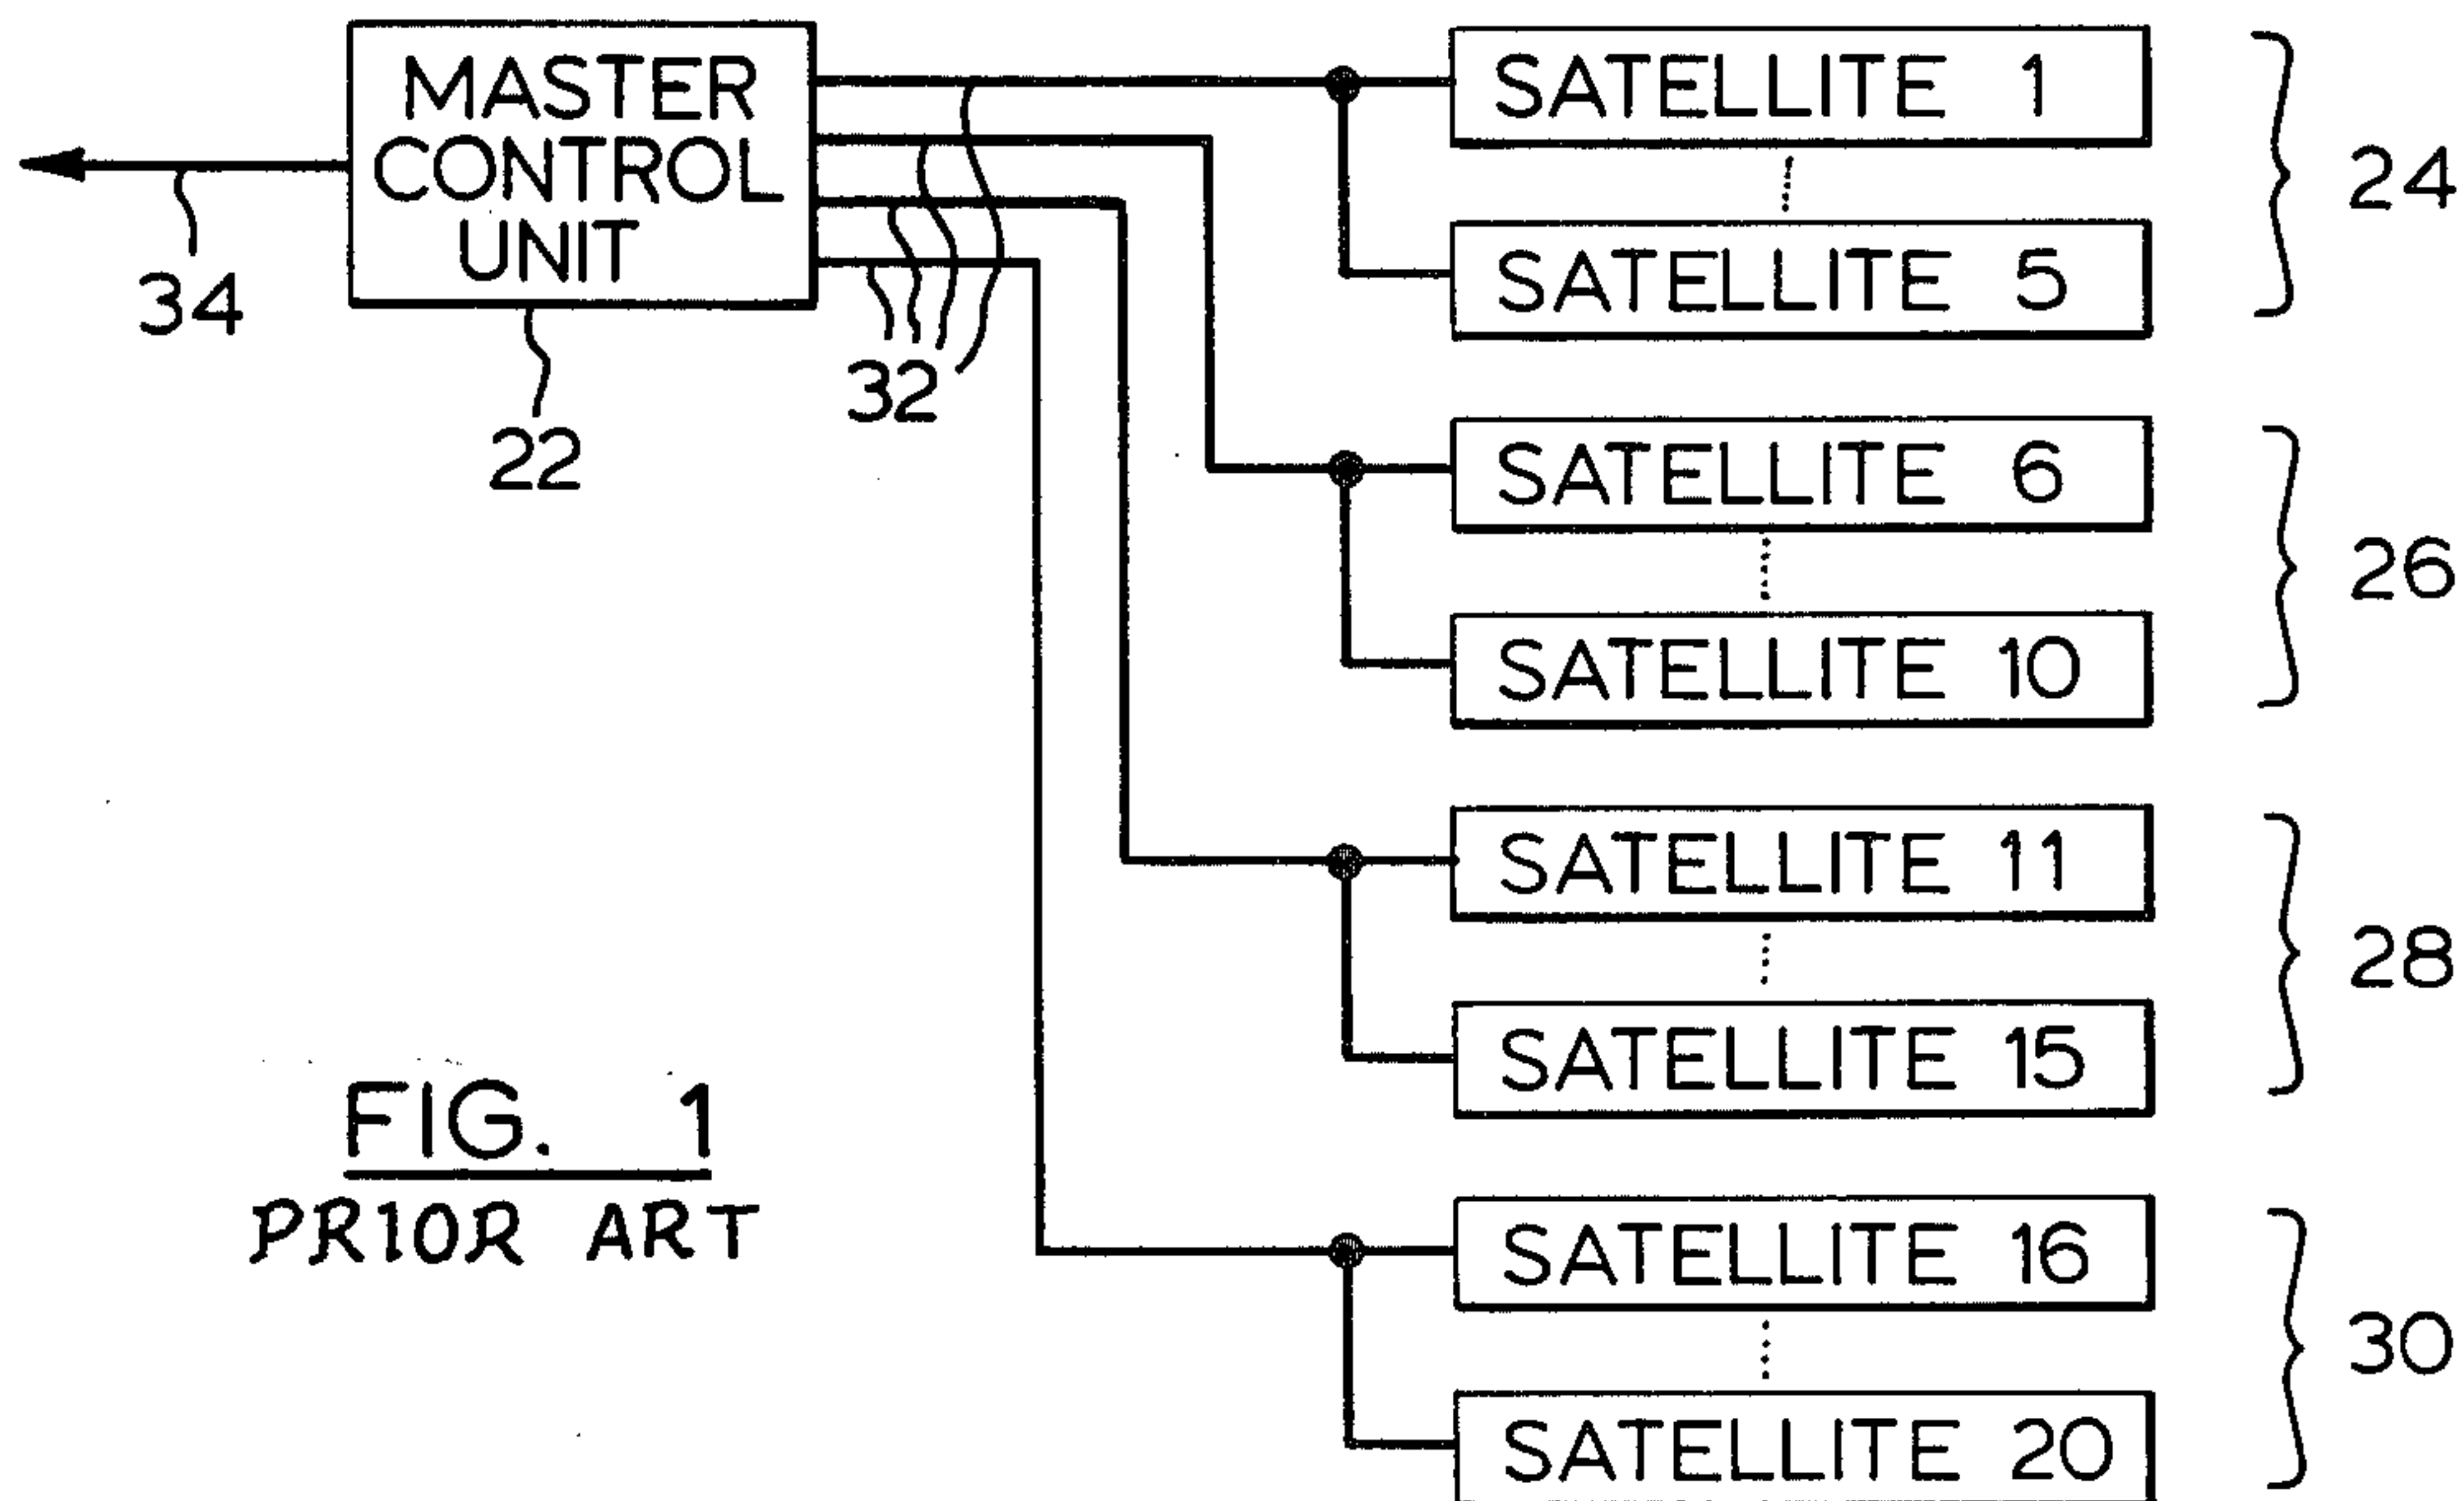 MASTER
CONTROL
UNIT
34
22
32
SATELLITE 1
SATELLITE 5
24
SATELLITE 6
SATELLITE 10
26
SATELLITE 11
SATELLITE 15
28
SATELLITE 16
SATELLITE 20
30
FIG. 1
PRIOR ART